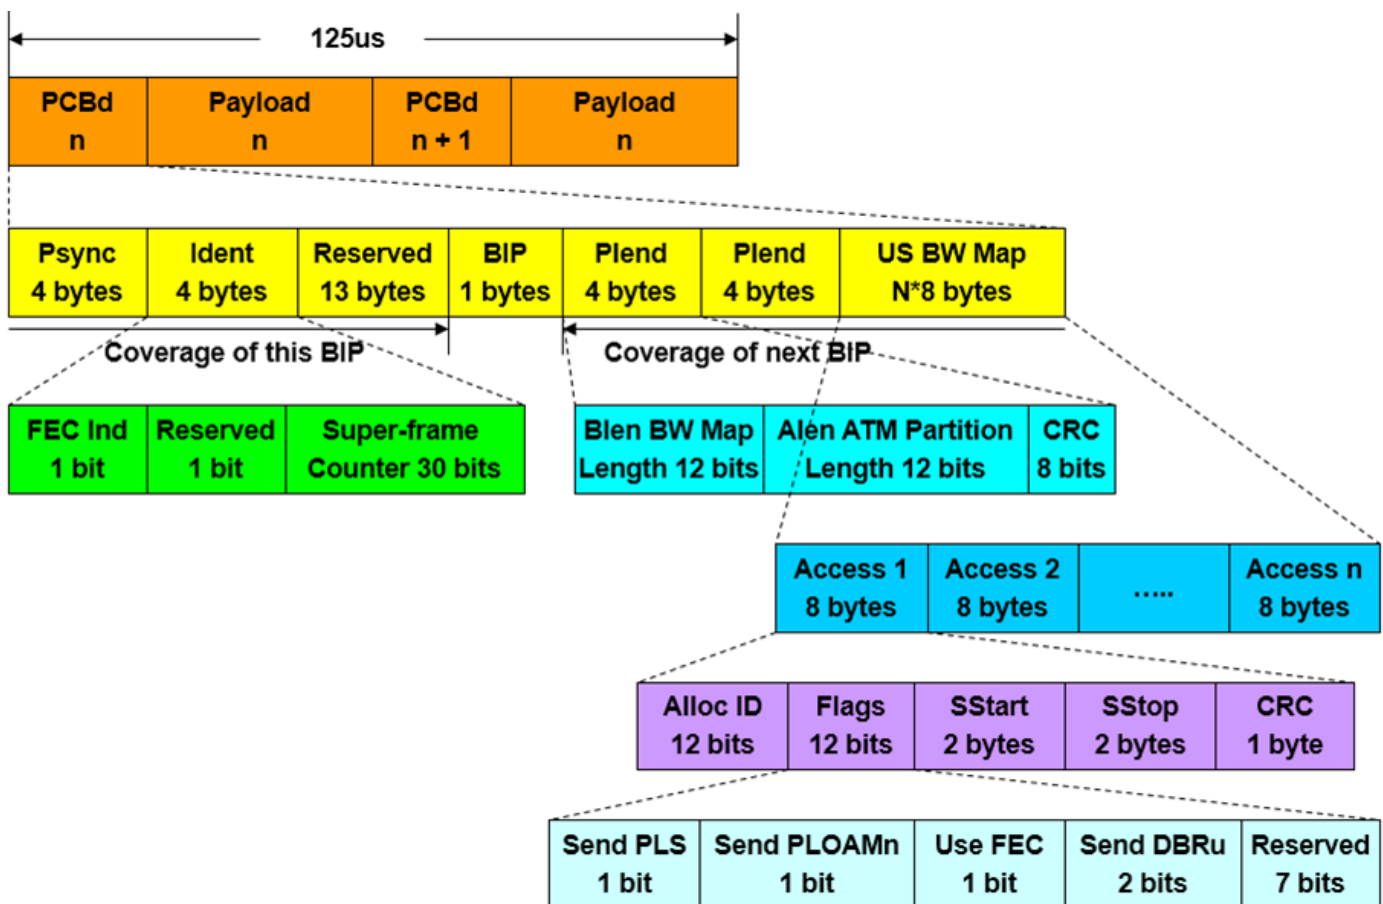 125us
PCBd
n
Payload
n
PCBd
n + 1
Payload
n
Psync
4 bytes
Ident
4 bytes
Reserved
13 bytes
BIP
1 bytes
Plend
4 bytes
Plend
4 bytes
US BW Map
N*8 bytes
Coverage of this BIP
Coverage of next BIP
FEC Ind
1 bit
Reserved
1 bit
Super-frame
Counter 30 bits
Blen BW Map
Length 12 bits
Alen ATM Partition
Length 12 bits
CRC
8 bits
Access 1
8 bytes
Access 2
8 bytes
.....
Access n
8 bytes
Alloc ID
12 bits
Flags
12 bits
SStart
2 bytes
SStop
2 bytes
CRC
1 byte
Send PLS
1 bit
Send PLOAMn
1 bit
Use FEC
1 bit
Send DBRu
2 bits
Reserved
7 bits